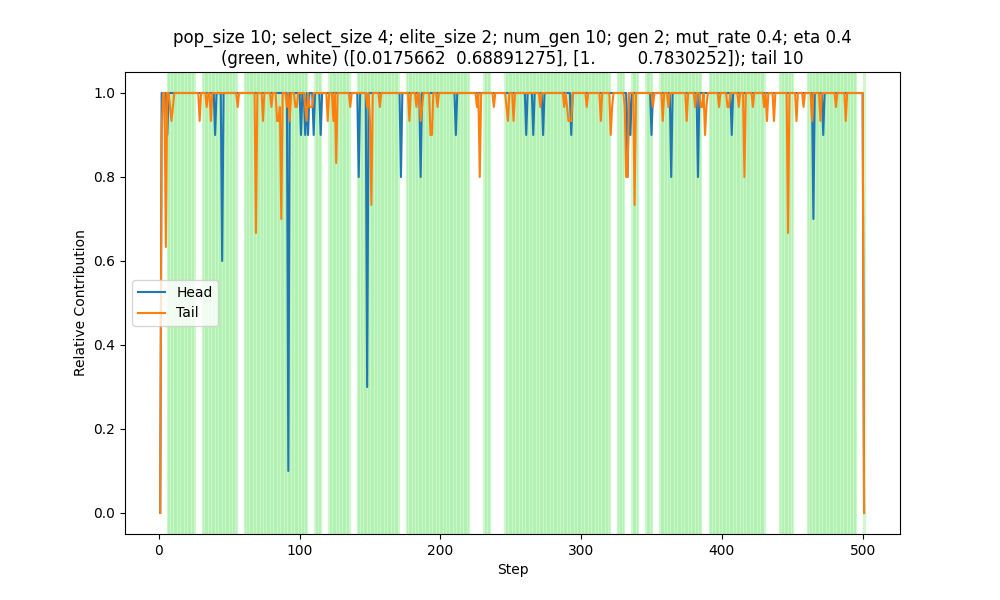 pop_size 10; select_size 4; elite_size 2; num_gen 10; gen 2; mut_rate 0.4; eta 0.4
(green, white) ([0.0175662  0.68891275], [1.         0.7830252]); tail 10
1.0
0.8
0.6
0.4
0.2
0.0
Relative Contribution
Head
Tail
0
100
200
300
400
500
Step